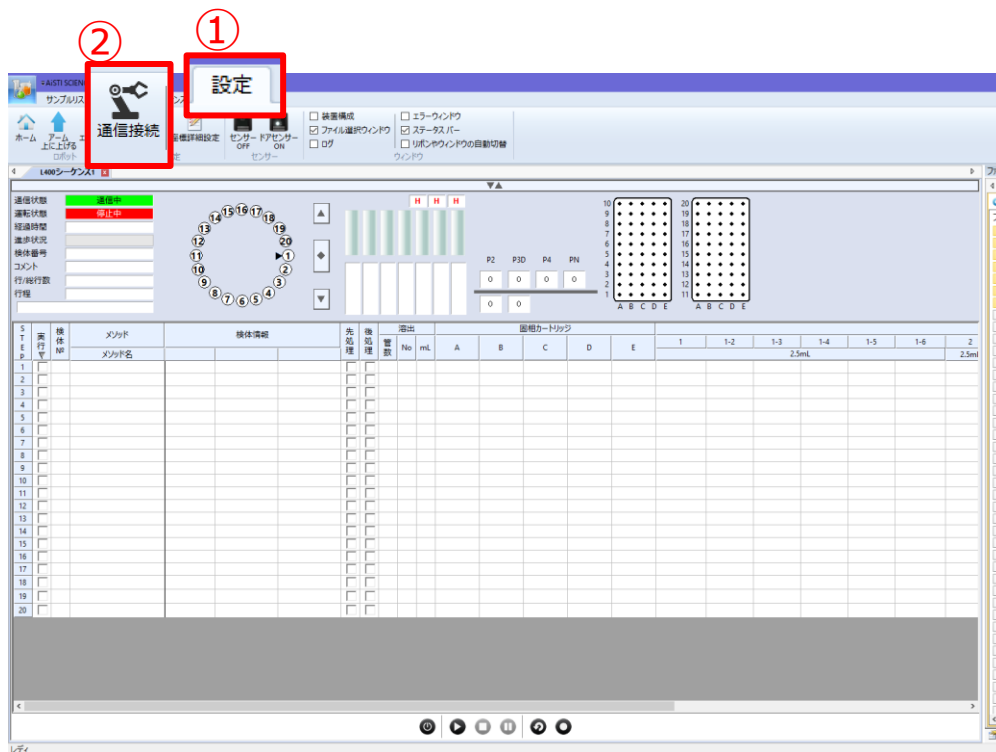 ② ①
AiSTI SCIEN
サンプルリス
設定
通信接続
ホーム アーム上に上げる
座標詳細設定
センサーOFF ドアセンサーON
□ 装置構成 □ エラーウィンドウ
☑ ファイル選択ウィンドウ ☑ ステータス バー
□ ログ □ リボンやウィンドウの自動切替
ロボット センサー ウィンドウ
L400シーケンス1
通信状態 通信中
運転状態 停止中
経過時間
進歩状況
検体番号
コメント
行/総行数
行程
① ② ③ ④ ⑤ ⑥ ⑦ ⑧ ⑨ ⑩ ⑪ ⑫ ⑬ ⑭ ⑮ ⑯ ⑰ ⑱ ⑲ ⑳
H H H
P2 P3D P4 PN
0 0 0 0
0 0
10 9 8 7 6 5 4 3 2 1
A B C D E
20 19 18 17 16 15 14 13 12 11
A B C D E
STEP 実行▼ 検体№ メソッド 検体情報 先処理 後処理 溶出 固相カートリッジ
メソッド名 管数 No mL A B C D E 1 1-2 1-3 1-4 1-5 1-6 2
2.5mL 2.5ml
1
2
3
4
5
6
7
8
9
10
11
12
13
14
15
16
17
18
19
20
レディ